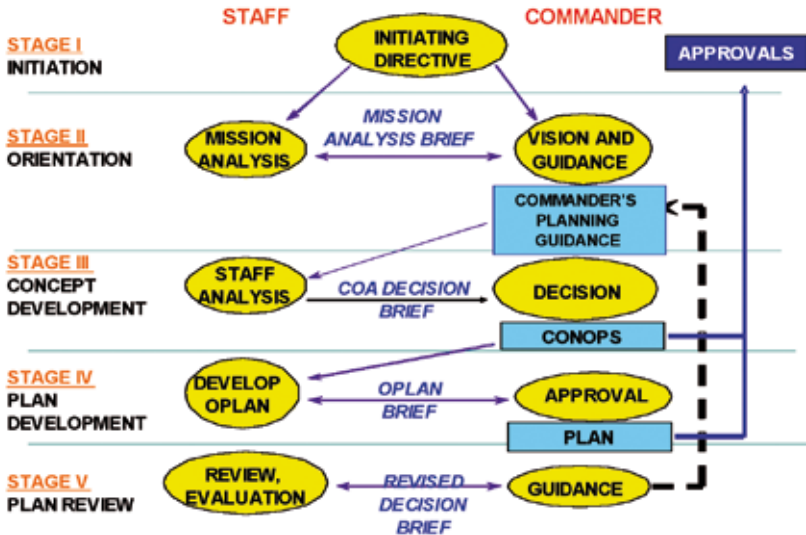 STAFF
COMMANDER
STAGE I
INITIATION
INITIATING
DIRECTIVE
APPROVALS
STAGE II
ORIENTATION
MISSION
ANALYSIS
MISSION
ANALYSIS BRIEF
VISION AND
GUIDANCE
COMMANDER'S
PLANNING
GUIDANCE
STAGE III
CONCEPT
DEVELOPMENT
STAFF
ANALYSIS
COA DECISION
BRIEF
DECISION
CONOPS
STAGE IV
PLAN
DEVELOPMENT
DEVELOP
OPLAN
OPLAN
BRIEF
APPROVAL
PLAN
STAGE V
PLAN REVIEW
REVIEW,
EVALUATION
REVISED
DECISION
BRIEF
GUIDANCE